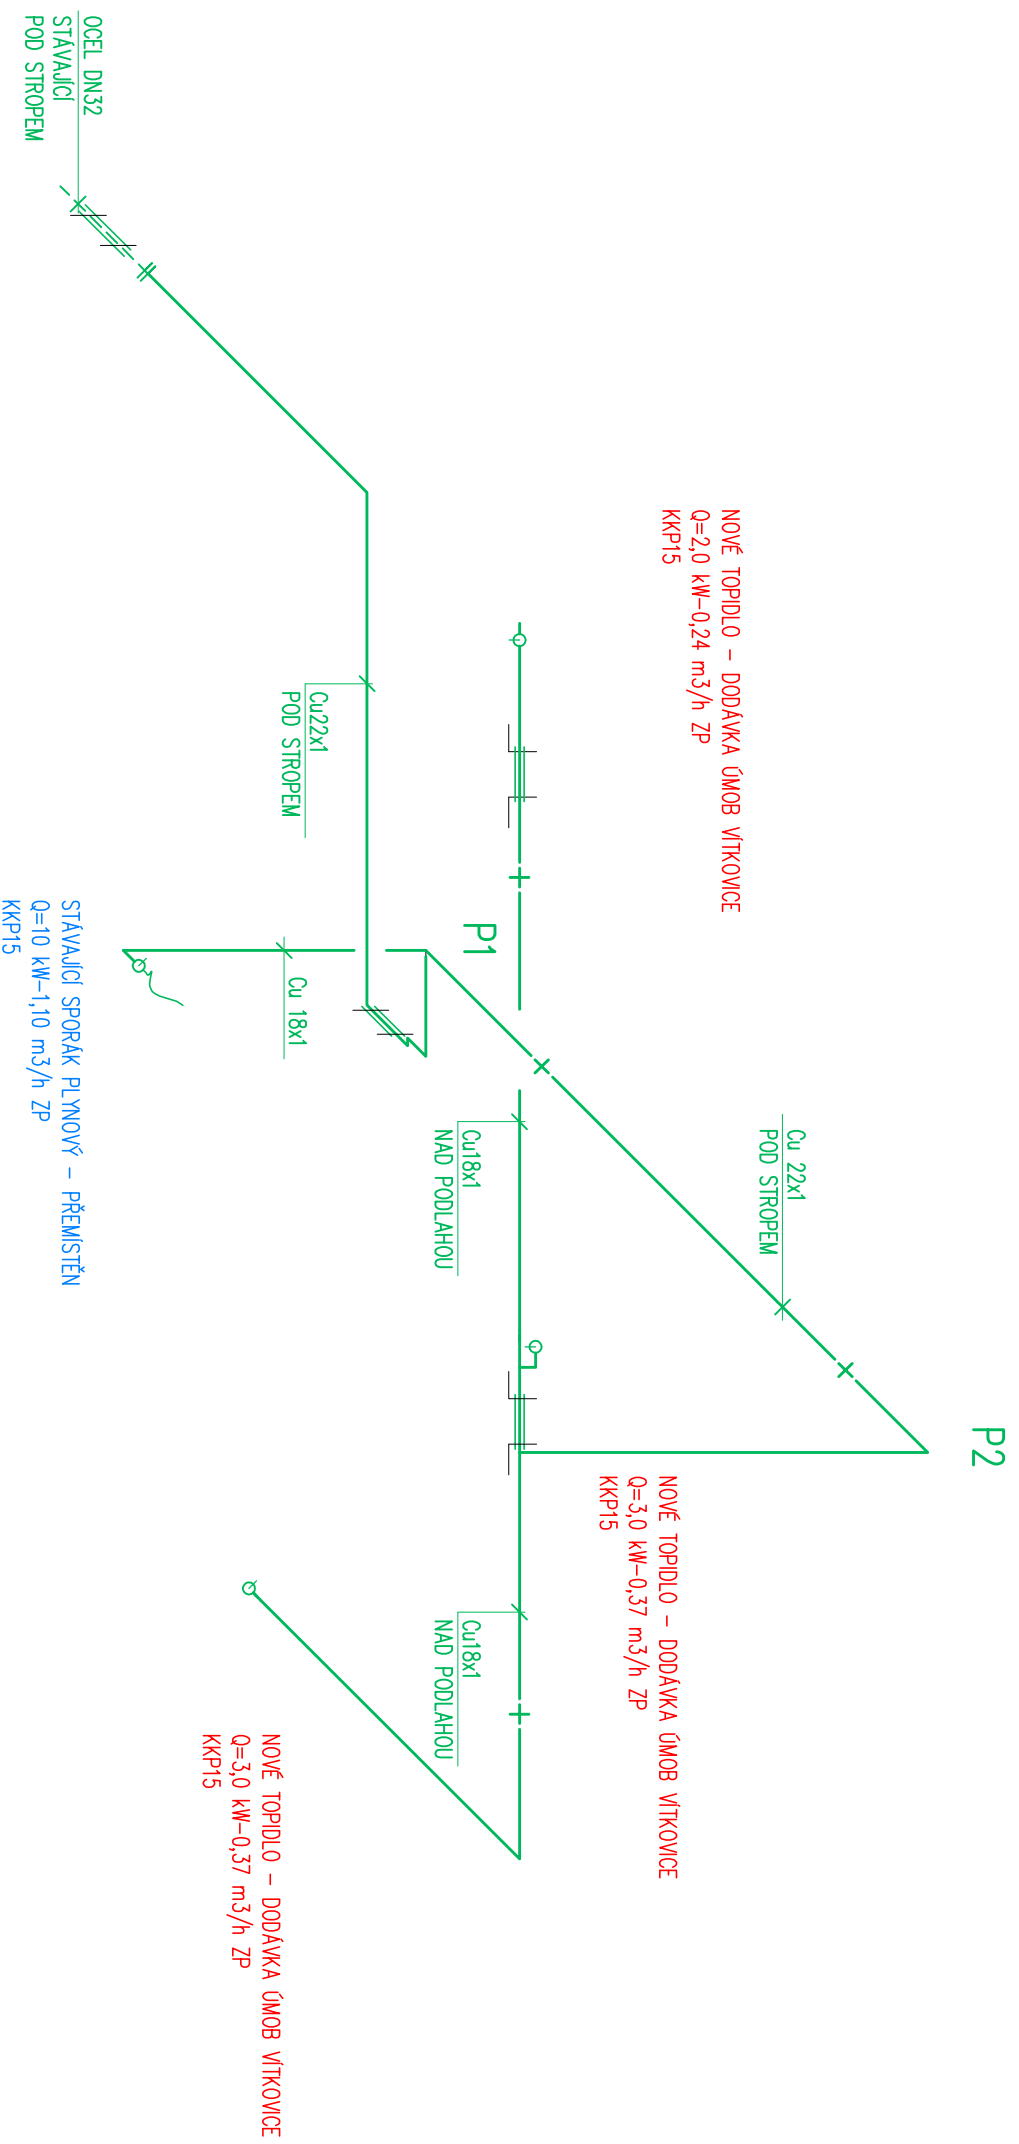 OCEL DN32
STÁVAJÍCÍ
POD STROPEM
NOVÉ TOPIDLO - DODÁVKA ÚMOB VÍTKOVICE
Q=2,0 kW-0,24 m3/h ZP
KKP15
Cu22x1
POD STROPEM
P1
Cu 18x1
STÁVAJÍCÍ SPORÁK PLYNOVÝ - PŘEMÍSTĚN
Q=10 kW-1,10 m3/h ZP
KKP15
Cu 22x1
POD STROPEM
Cu18x1
NAD PODLAHOU
P2
NOVÉ TOPIDLO - DODÁVKA ÚMOB VÍTKOVICE
Q=3,0 kW-0,37 m3/h ZP
KKP15
Cu18x1
NAD PODLAHOU
NOVÉ TOPIDLO - DODÁVKA ÚMOB VÍTKOVICE
Q=3,0 kW-0,37 m3/h ZP
KKP15